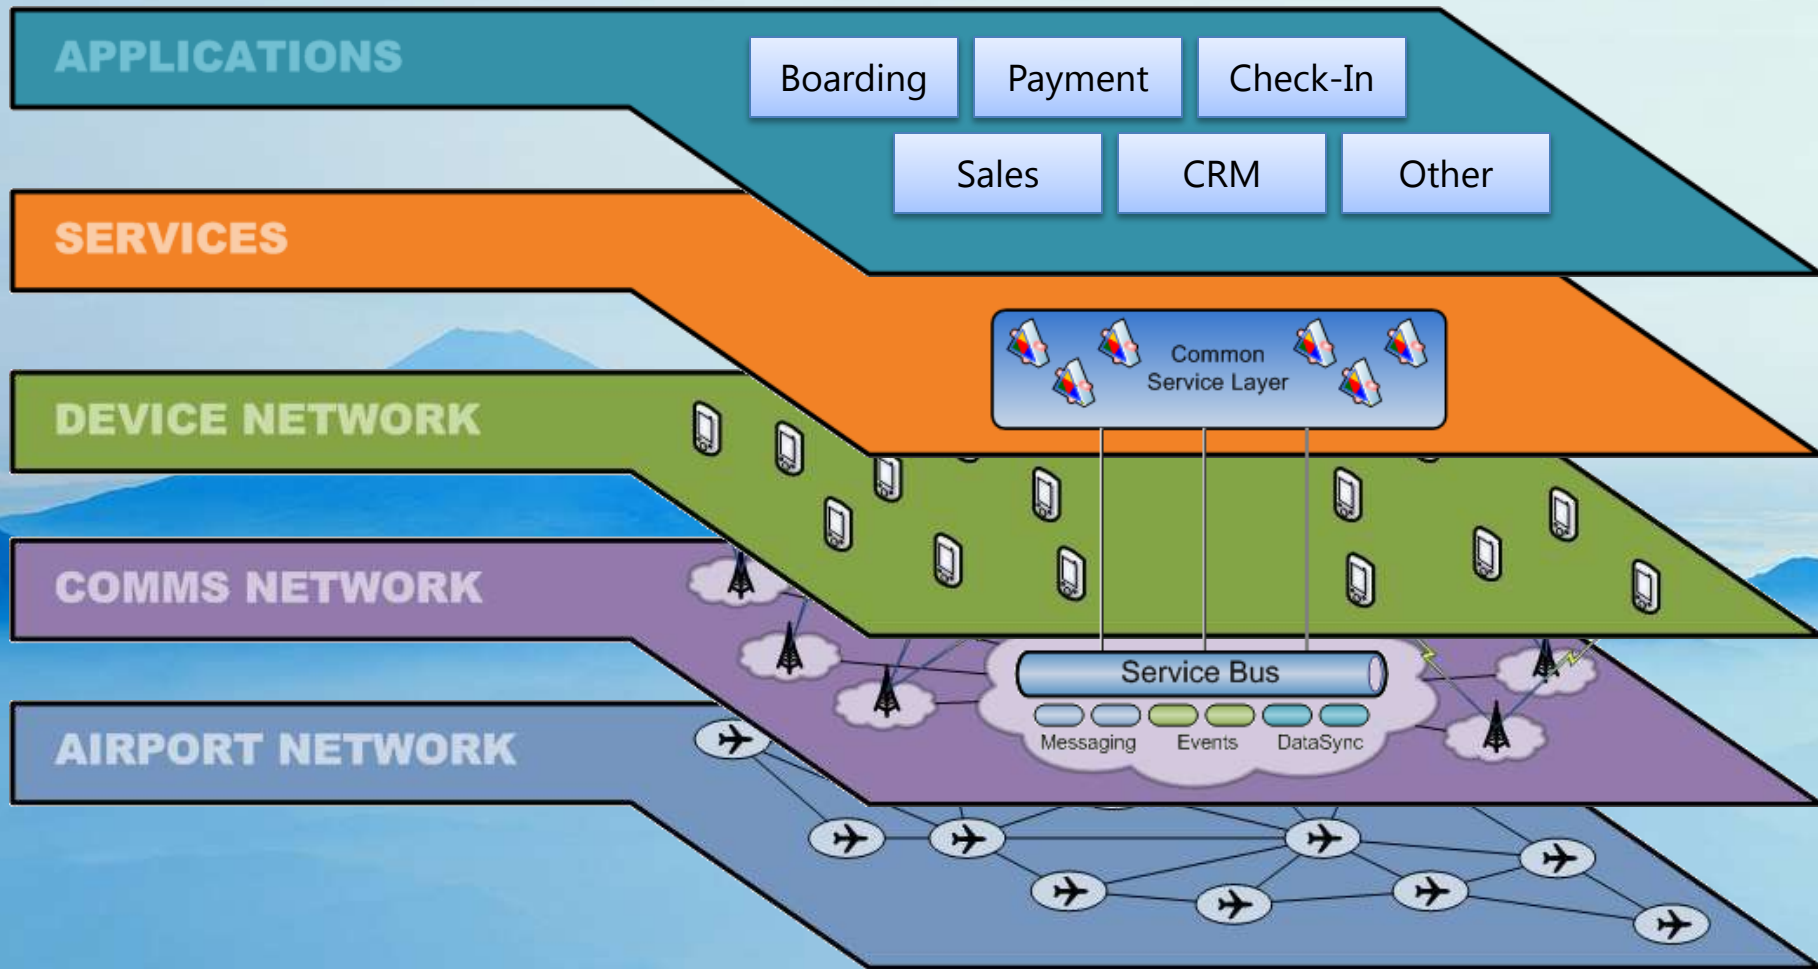 APPLICATIONS
Boarding
Payment
Check-In
Sales
CRM
Other
SERVICES
Common
Service Layer
DEVICE NETWORK
COMMS NETWORK
Service Bus
Messaging
Events
DataSync
AIRPORT NETWORK